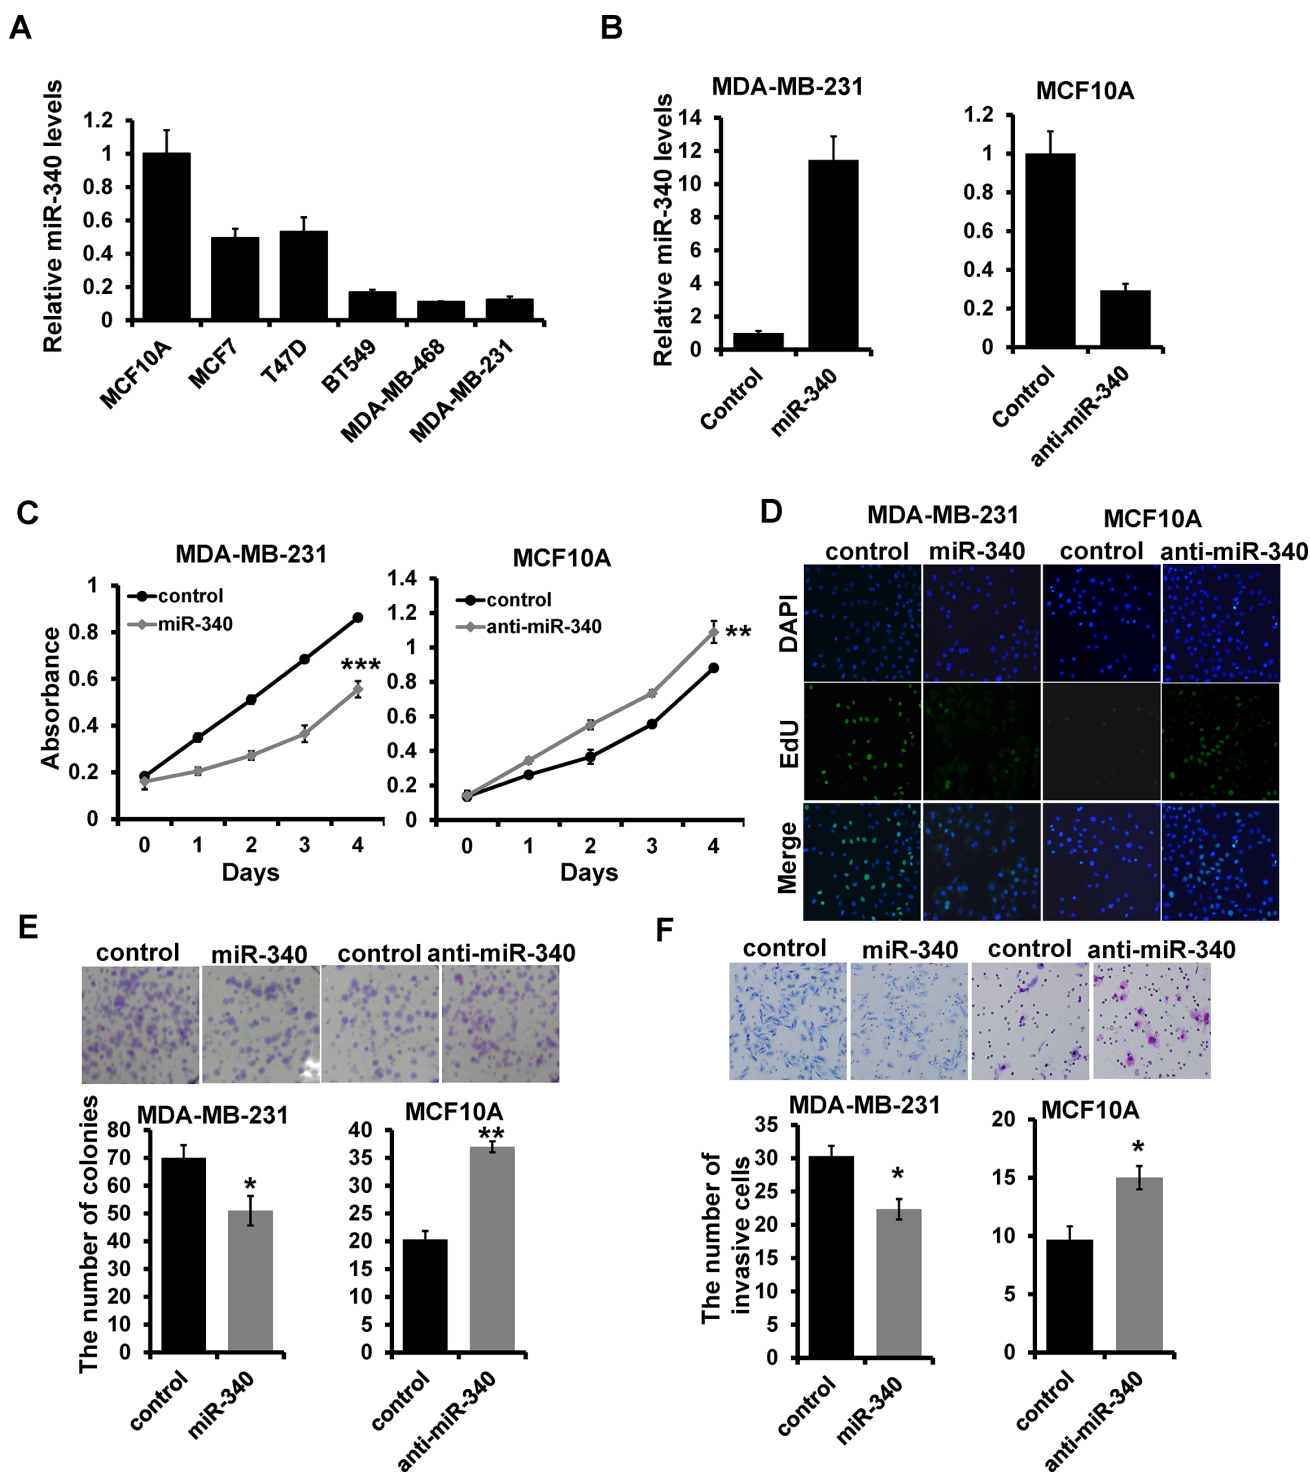 A
Relative miR-340 levels
1.2
1
0.8
0.6
0.4
0.2
0
MCF10A
MCF7
T47D
BT549
MDA-MB-468
MDA-MB-231
B
MDA-MB-231
Relative miR-340 levels
14
12
10
8
6
4
2
0
Control
miR-340
MCF10A
1.2
1
0.8
0.6
0.4
0.2
0
Control
anti-miR-340
C
MDA-MB-231
Absorbance
1
0.8
0.6
0.4
0.2
0
control
miR-340
***
0 1 2 3 4
Days
MCF10A
1.4
1.2
1
0.8
0.6
0.4
0.2
0
control
anti-miR-340
**
0 1 2 3 4
Days
D
MDA-MB-231 MCF10A
control miR-340 control anti-miR-340
DAPI
EdU
Merge
E
control miR-340 control anti-miR-340
MDA-MB-231
The number of colonies
80
70
60
50
40
30
20
10
0
*
control
miR-340
MCF10A
40
35
30
25
20
15
10
5
0
**
control
anti-miR-340
F
control miR-340 control anti-miR-340
MDA-MB-231
The number of
invasive cells
35
30
25
20
15
10
5
0
*
control
miR-340
MCF10A
20
15
10
5
0
*
control
anti-miR-340